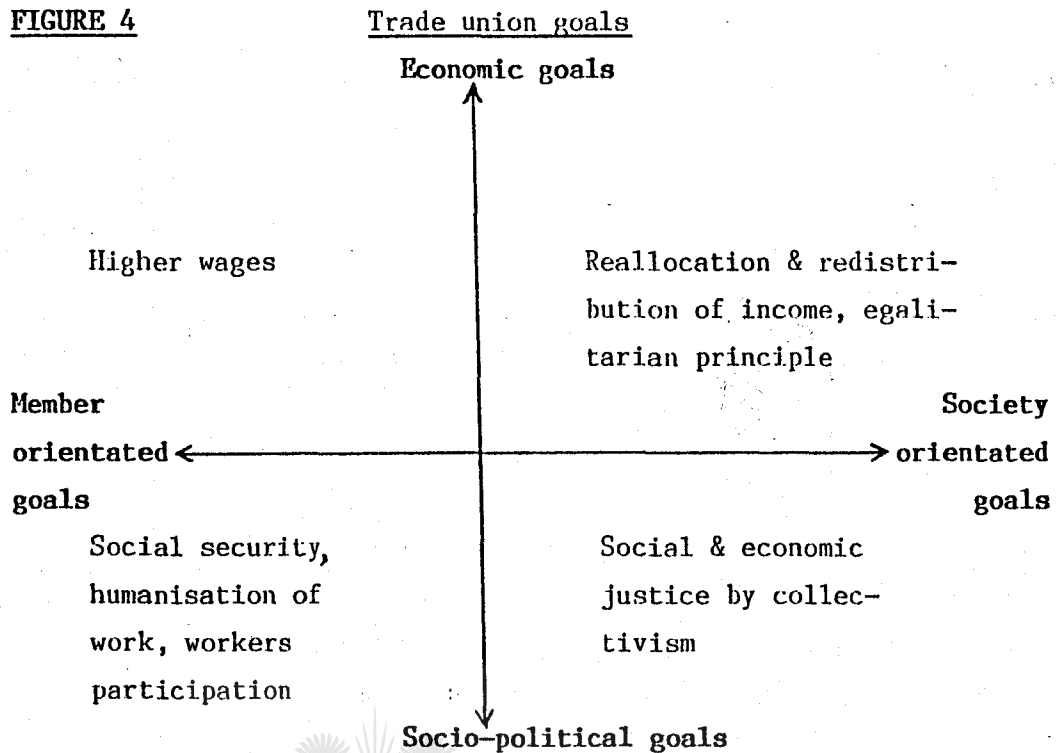 FIGURE 4
Trade union goals
Economic goals
Higher wages
Reallocation & redistri-
bution of income, egali-
tarian principle
Member
orientated
goals
Society
orientated
goals
Social security,
humanisation of
work, workers
participation
Social & economic
justice by collec-
tivism
Socio-political goals